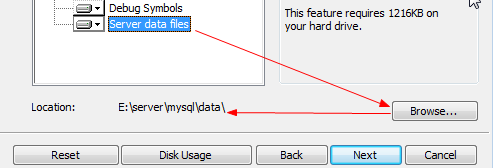 Debug Symbols
Server data files
This feature requires 1216KB on
your hard drive.
Location:
E:\server\mysql\data\
Browse...
Reset
Disk Usage
Back
Next
Cancel